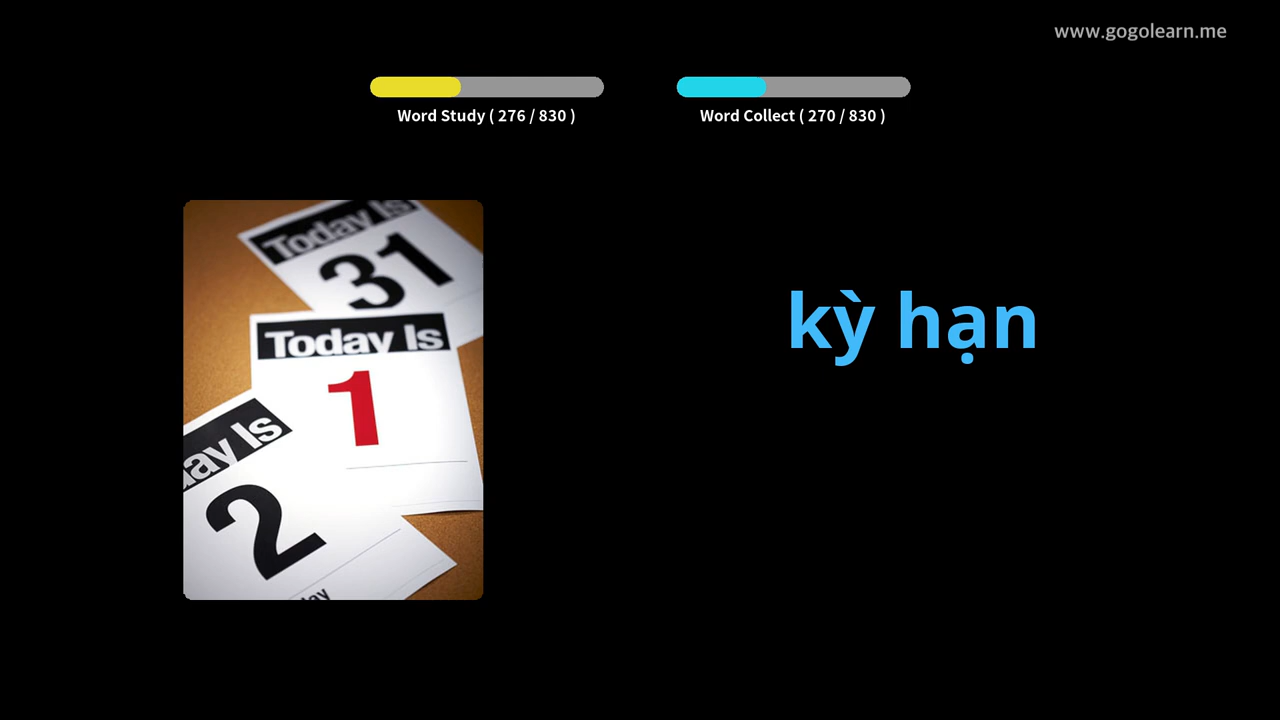 www.gogolearn.me
Word Study ( 276 / 830 )
Word Collect ( 270 / 830 )
Today Is
31
Today Is
1
ay Is
2
ay
kỳ hạn